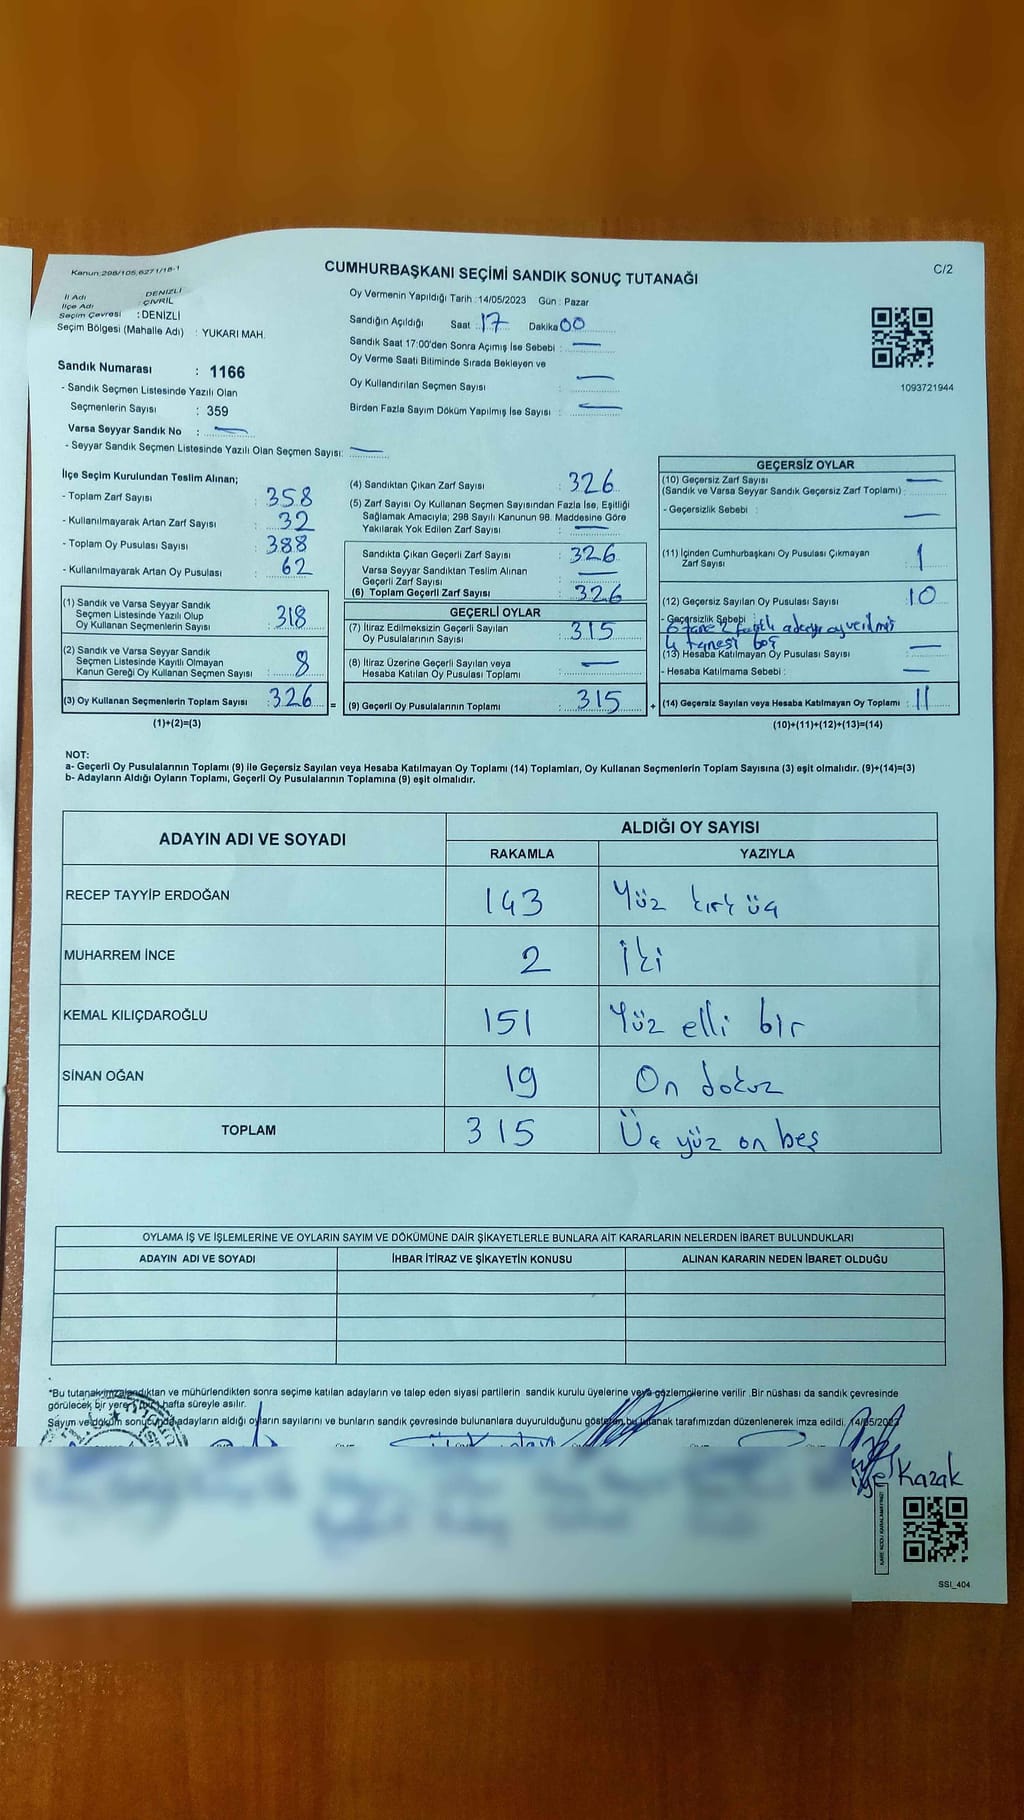 Kanun:298/105,6271/18-1
CUMHURBAŞKANI SEÇİMİ SANDIK SONUÇ TUTANAĞI
C/2
İl Adı DENİZLİ
İlçe Adı : ÇİVRİL
Seçim Çevresi : DENİZLİ
Seçim Bölgesi (Mahalle Adı) : YUKARI MAH.
Oy Vermenin Yapıldığı Tarih : 14/05/2023 Gün : Pazar
Sandığın Açıldığı Saat : 17 Dakika 00
Sandık Saat 17:00'den Sonra Açımış İse Sebebi : —
Oy Verme Saati Bitiminde Sırada Bekleyen ve
Oy Kullandırılan Seçmen Sayısı : —
Birden Fazla Sayım Döküm Yapılmış İse Sayısı : —
1093721944
Sandık Numarası : 1166
- Sandık Seçmen Listesinde Yazılı Olan
Seçmenlerin Sayısı : 359
Varsa Seyyar Sandık No : —
- Seyyar Sandık Seçmen Listesinde Yazılı Olan Seçmen Sayısı: —
İlçe Seçim Kurulundan Teslim Alınan;
- Toplam Zarf Sayısı : 358
- Kullanılmayarak Artan Zarf Sayısı : 32
- Toplam Oy Pusulası Sayısı : 388
- Kullanılmayarak Artan Oy Pusulası : 62
(1) Sandık ve Varsa Seyyar Sandık
Seçmen Listesinde Yazılı Olup
Oy Kullanan Seçmenlerin Sayısı : 318
(2) Sandık ve Varsa Seyyar Sandık
Seçmen Listesinde Kayıtlı Olmayan
Kanun Gereği Oy Kullanan Seçmen Sayısı : 8
(3) Oy Kullanan Seçmenlerin Toplam Sayısı : 326 =
(1)+(2)=(3)
(4) Sandıktan Çıkan Zarf Sayısı : 326
(5) Zarf Sayısı Oy Kullanan Seçmen Sayısından Fazla İse, Eşitliği
Sağlamak Amacıyla; 298 Sayılı Kanunun 98. Maddesine Göre
Yakılarak Yok Edilen Zarf Sayısı : —
Sandıkta Çıkan Geçerli Zarf Sayısı : 326
Varsa Seyyar Sandıktan Teslim Alınan
Geçerli Zarf Sayısı : —
(6) Toplam Geçerli Zarf Sayısı : 326
GEÇERLİ OYLAR
(7) İtiraz Edilmeksizin Geçerli Sayılan
Oy Pusulalarının Sayısı : 315
(8) İtiraz Üzerine Geçerli Sayılan veya
Hesaba Katılan Oy Pusulası Toplamı : —
(9) Geçerli Oy Pusulalarının Toplamı : 315 +
GEÇERSİZ OYLAR
(10) Geçersiz Zarf Sayısı : —
(Sandık ve Varsa Seyyar Sandık Geçersiz Zarf Toplamı) :
- Geçersizlik Sebebi : —
(11) İçinden Cumhurbaşkanı Oy Pusulası Çıkmayan
Zarf Sayısı : 1
(12) Geçersiz Sayılan Oy Pusulası Sayısı : 10
- Geçersizlik Sebebi :
6 tane 2 farklı adaya oy verilmiş
4 tanesi boş
(13) Hesaba Katılmayan Oy Pusulası Sayısı : —
- Hesaba Katılmama Sebebi : —
(14) Geçersiz Sayılan veya Hesaba Katılmayan Oy Toplamı : 11
(10)+(11)+(12)+(13)=(14)
NOT:
a- Geçerli Oy Pusulalarının Toplamı (9) ile Geçersiz Sayılan veya Hesaba Katılmayan Oy Toplamı (14) Toplamları, Oy Kullanan Seçmenlerin Toplam Sayısına (3) eşit olmalıdır. (9)+(14)=(3)
b- Adayların Aldığı Oyların Toplamı, Geçerli Oy Pusulalarının Toplamına (9) eşit olmalıdır.
ADAYIN ADI VE SOYADI
ALDIĞI OY SAYISI
RAKAMLA YAZIYLA
RECEP TAYYİP ERDOĞAN 143 Yüz kırk üç
MUHARREM İNCE 2 İki
KEMAL KILIÇDAROĞLU 151 Yüz elli bir
SİNAN OĞAN 19 On dokuz
TOPLAM 315 Üç yüz on beş
OYLAMA İŞ VE İŞLEMLERİNE VE OYLARIN SAYIM VE DÖKÜMÜNE DAİR ŞİKAYETLERLE BUNLARA AİT KARARLARIN NELERDEN İBARET BULUNDUKLARI
ADAYIN ADI VE SOYADI İHBAR İTİRAZ VE ŞİKAYETİN KONUSU ALINAN KARARIN NEDEN İBARET OLDUĞU
*Bu tutanak imzalandıktan ve mühürlendikten sonra seçime katılan adayların ve talep eden siyasi partilerin sandık kurulu üyelerine veya gözlemcilerine verilir. Bir nüshası da sandık çevresinde
görülecek bir yere (bir) hafta süreyle asılır.
Sayım ve döküm sonucunda adayların aldığı oyların sayılarını ve bunların sandık çevresinde bulunanlara duyurulduğunu gösteren bu tutanak tarafımızdan düzenlenerek imza edildi. 14/05/2023
Kazak
SSI_404